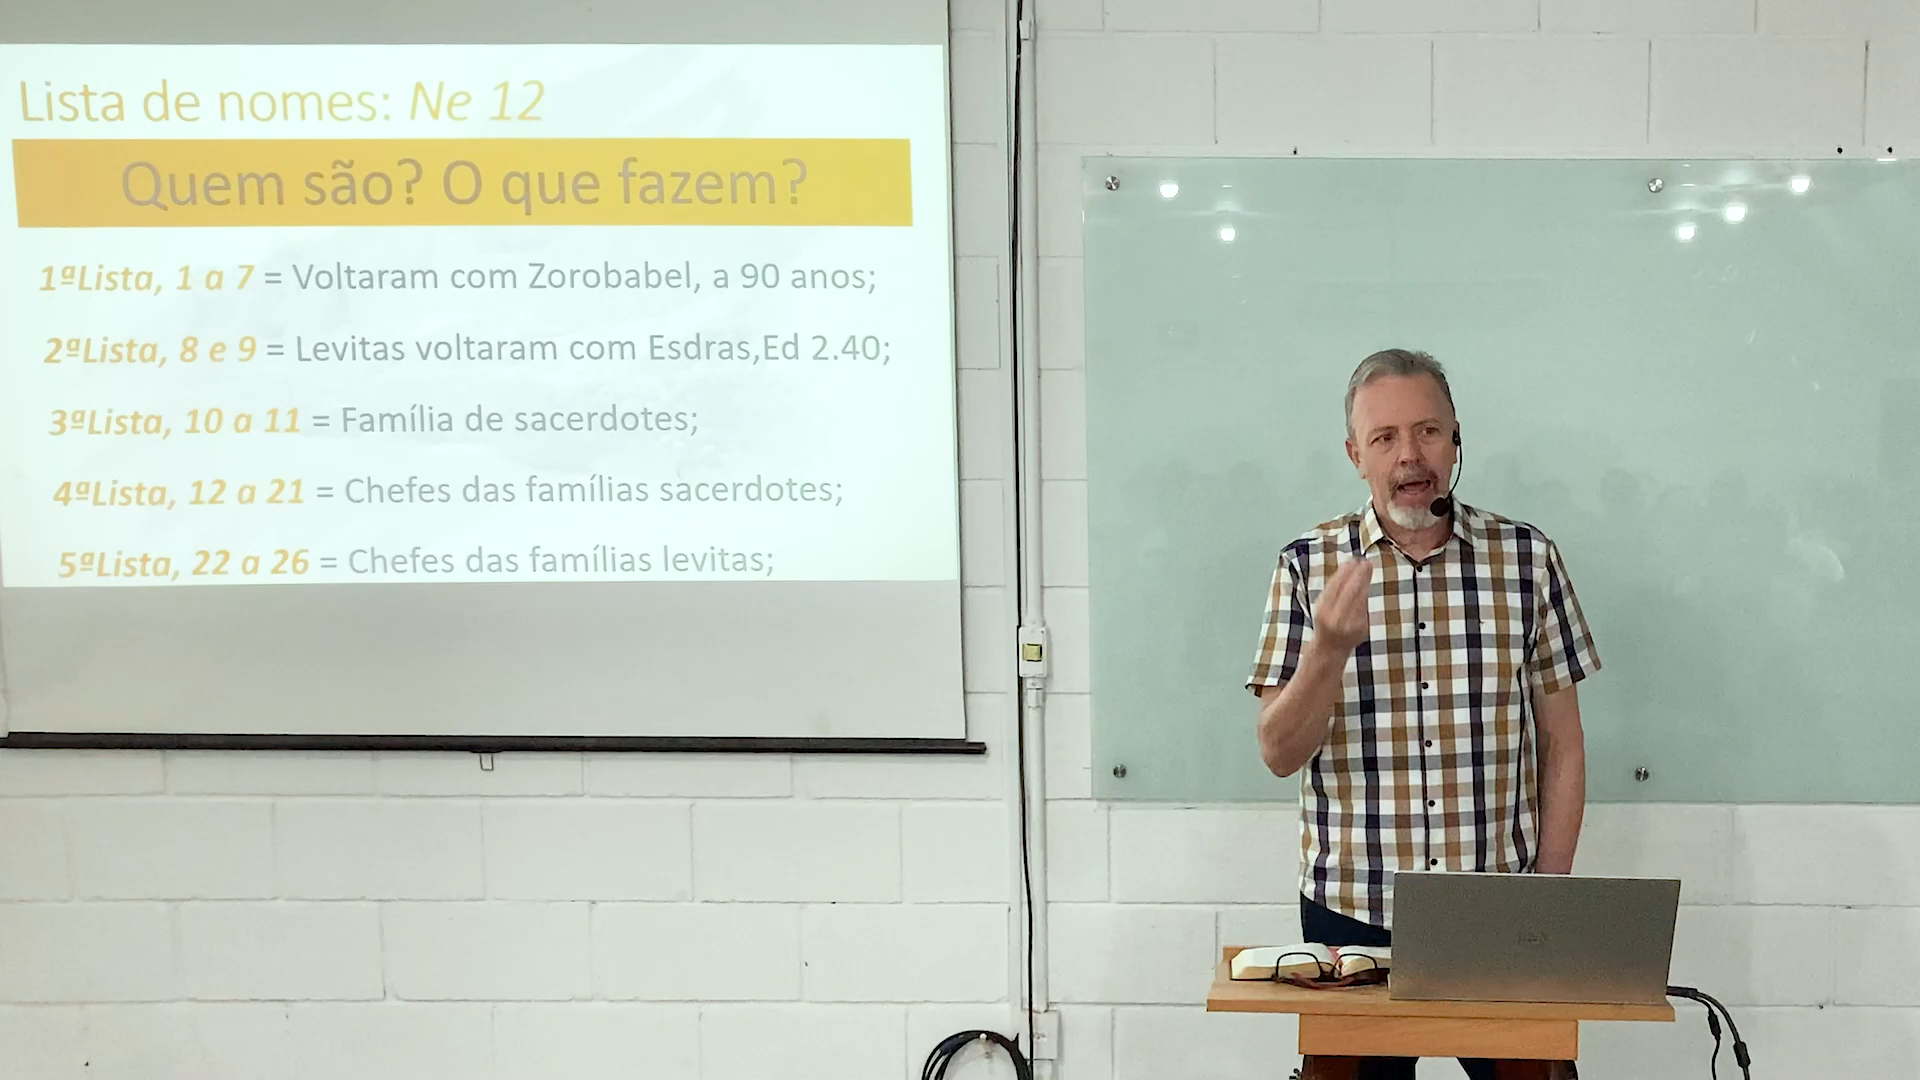 Lista de nomes: Ne 12
Quem são? O que fazem?
1ªLista, 1 a 7 = Voltaram com Zorobabel, a 90 anos;
2ªLista, 8 e 9 = Levitas voltaram com Esdras,Ed 2.40;
3ªLista, 10 a 11 = Família de sacerdotes;
4ªLista, 12 a 21 = Chefes das famílias sacerdotes;
5ªLista, 22 a 26 = Chefes das famílias levitas;